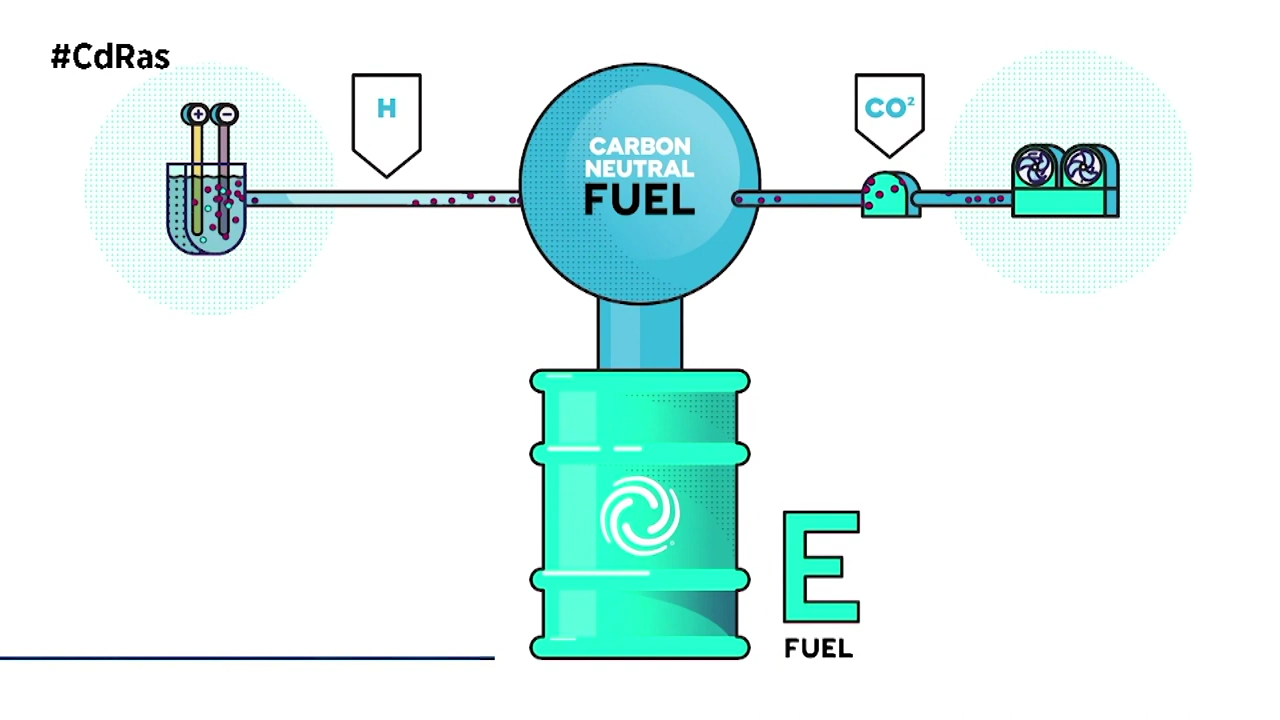 #CdRas
+
−
H
CO²
CARBON
NEUTRAL
FUEL
E
FUEL